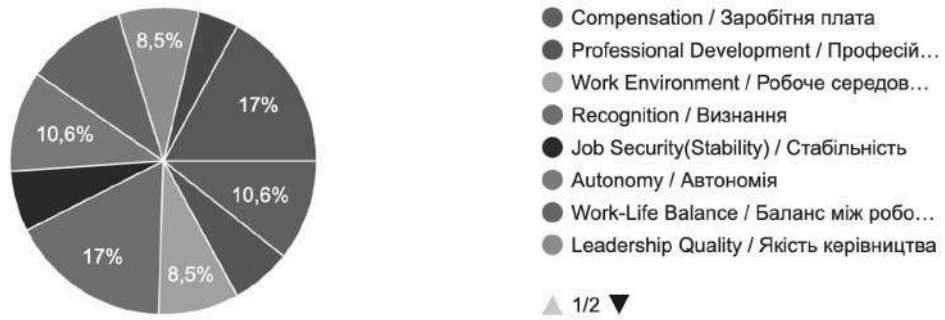 8,5%
17%
10,6%
10,6%
17%
8,5%
Compensation / Заробітня плата
Professional Development / Професій…
Work Environment / Робоче середов…
Recognition / Визнання
Job Security(Stability) / Стабільність
Autonomy / Автономія
Work-Life Balance / Баланс між робо…
Leadership Quality / Якість керівництва
1/2